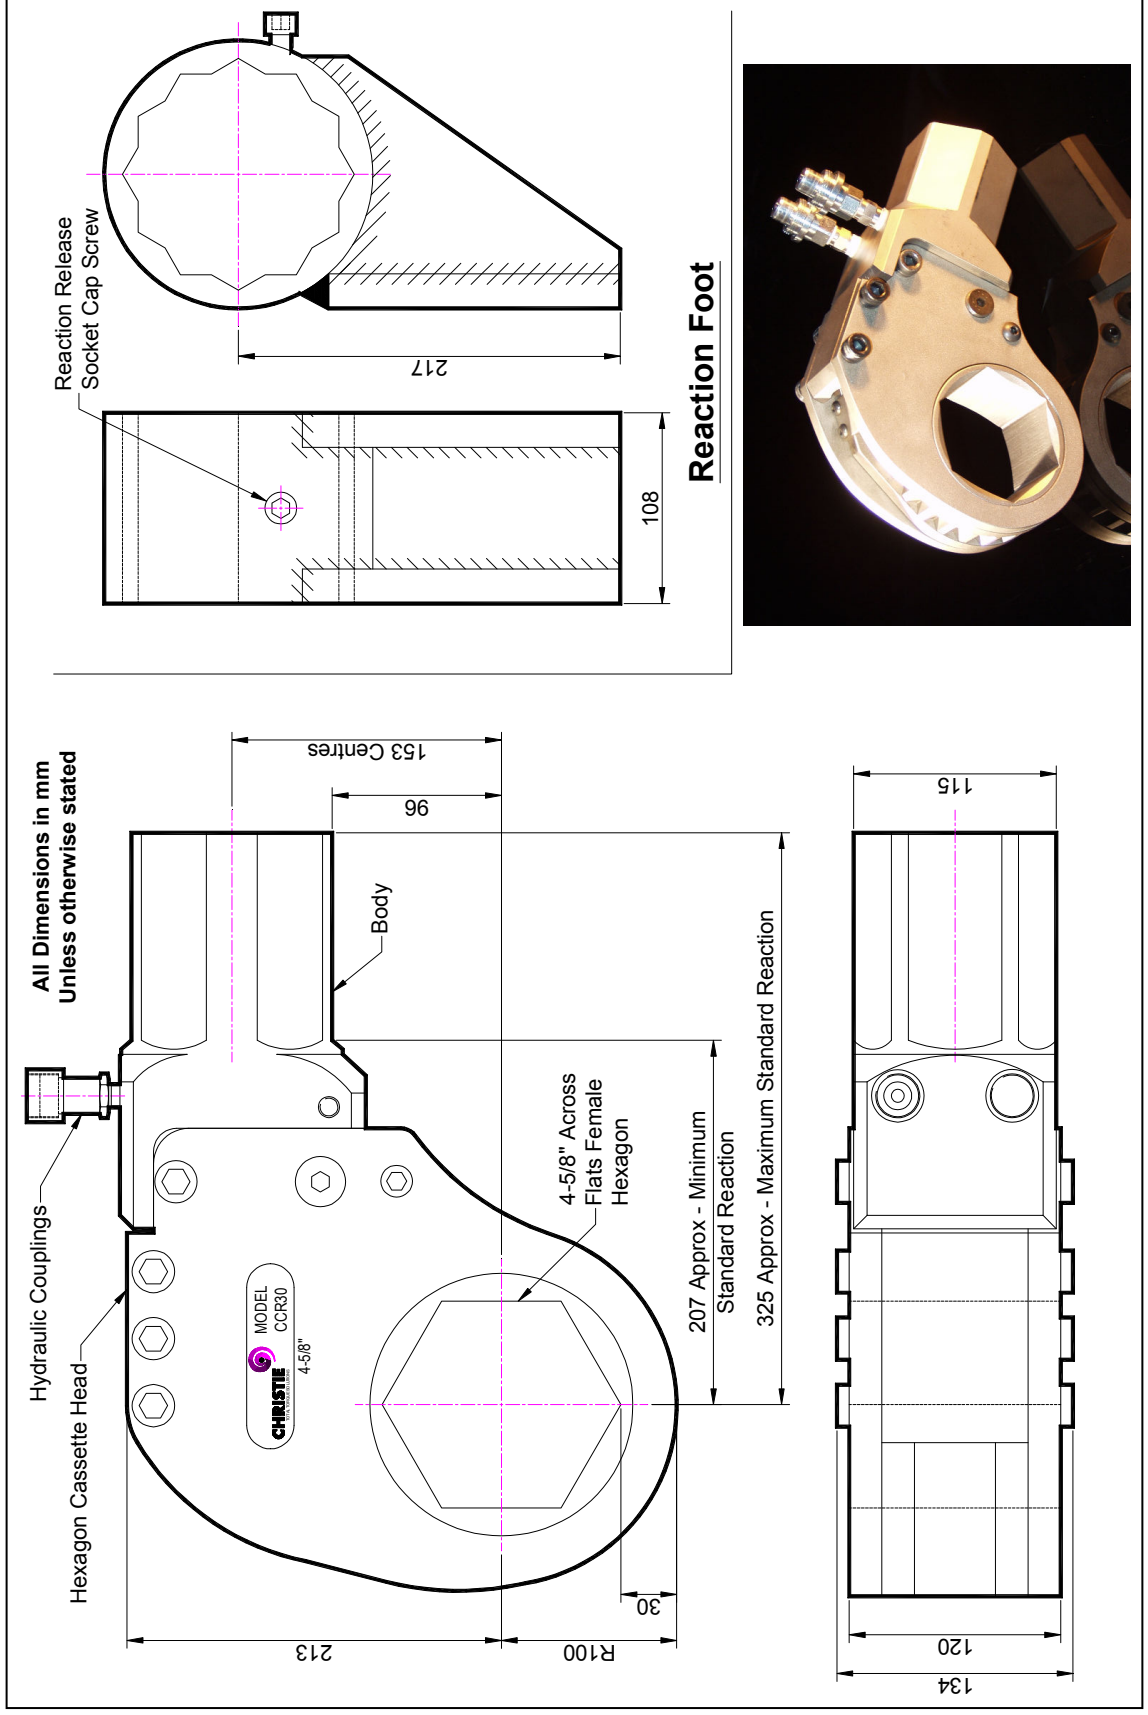 All Dimensions in mm
Unless otherwise stated
Reaction Release
Socket Cap Screw
217
108
Reaction Foot
Hydraulic Couplings
Hexagon Cassette Head
153 Centres
96
Body
4-5/8" Across
Flats Female
Hexagon
MODEL
CCR30
CHRISTIE
4-5/8"
207 Approx - Minimum
Standard Reaction
325 Approx - Maximum Standard Reaction
213
R100
30
115
120
134